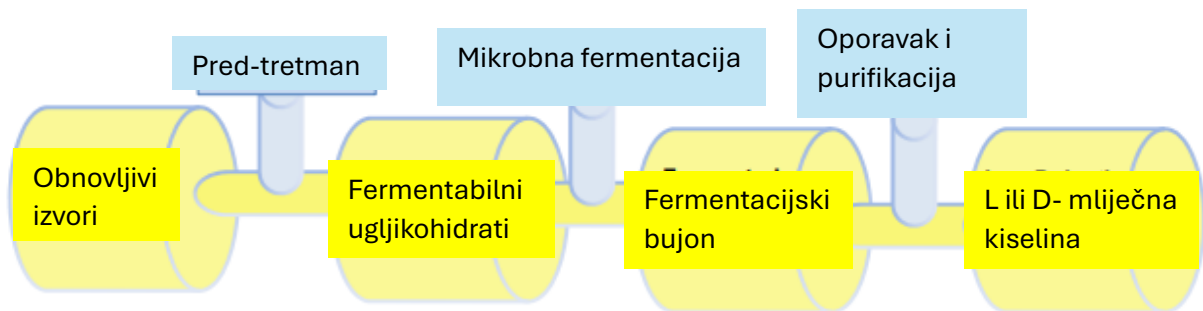 Pred-tretman
Mikrobna fermentacija
Oporavak i
purifikacija
Obnovljivi
izvori
Fermentabilni
ugljikohidrati
Fermentacijski
bujon
L ili D- mliječna
kiselina